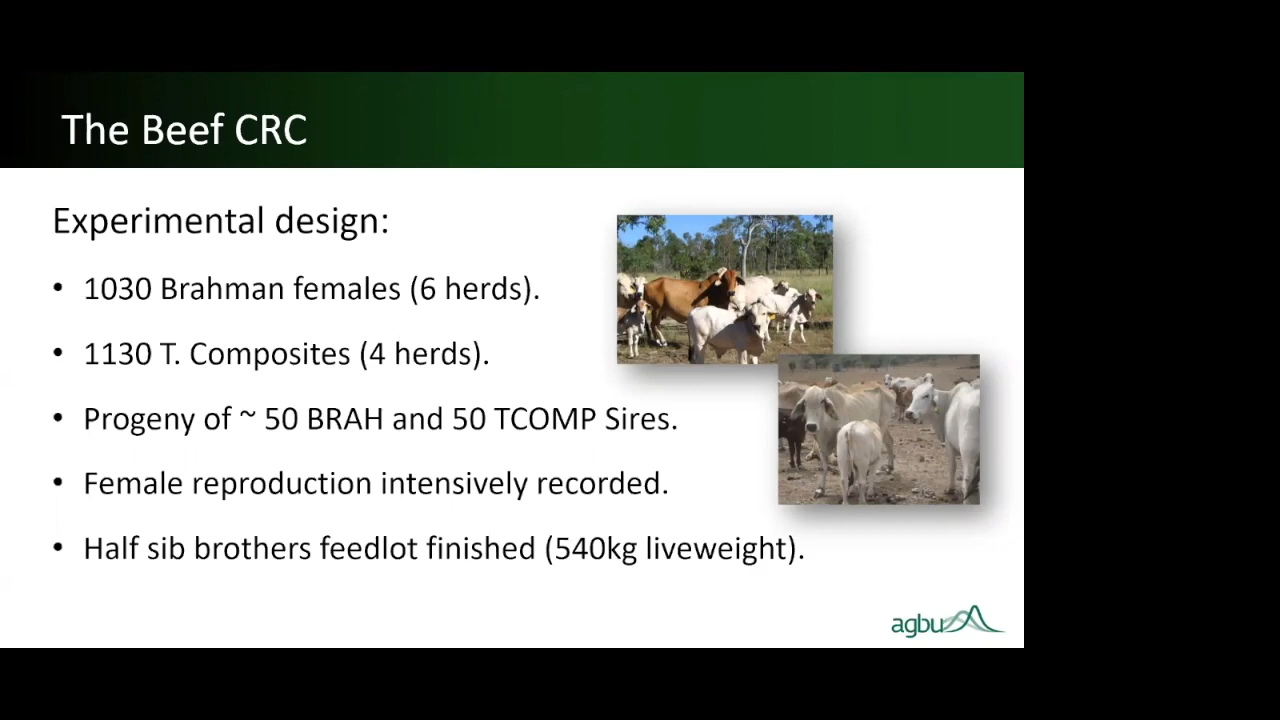 The Beef CRC
Experimental design:
• 1030 Brahman females (6 herds).
• 1130 T. Composites (4 herds).
• Progeny of ~ 50 BRAH and 50 TCOMP Sires.
• Female reproduction intensively recorded.
• Half sib brothers feedlot finished (540kg liveweight).
agbu